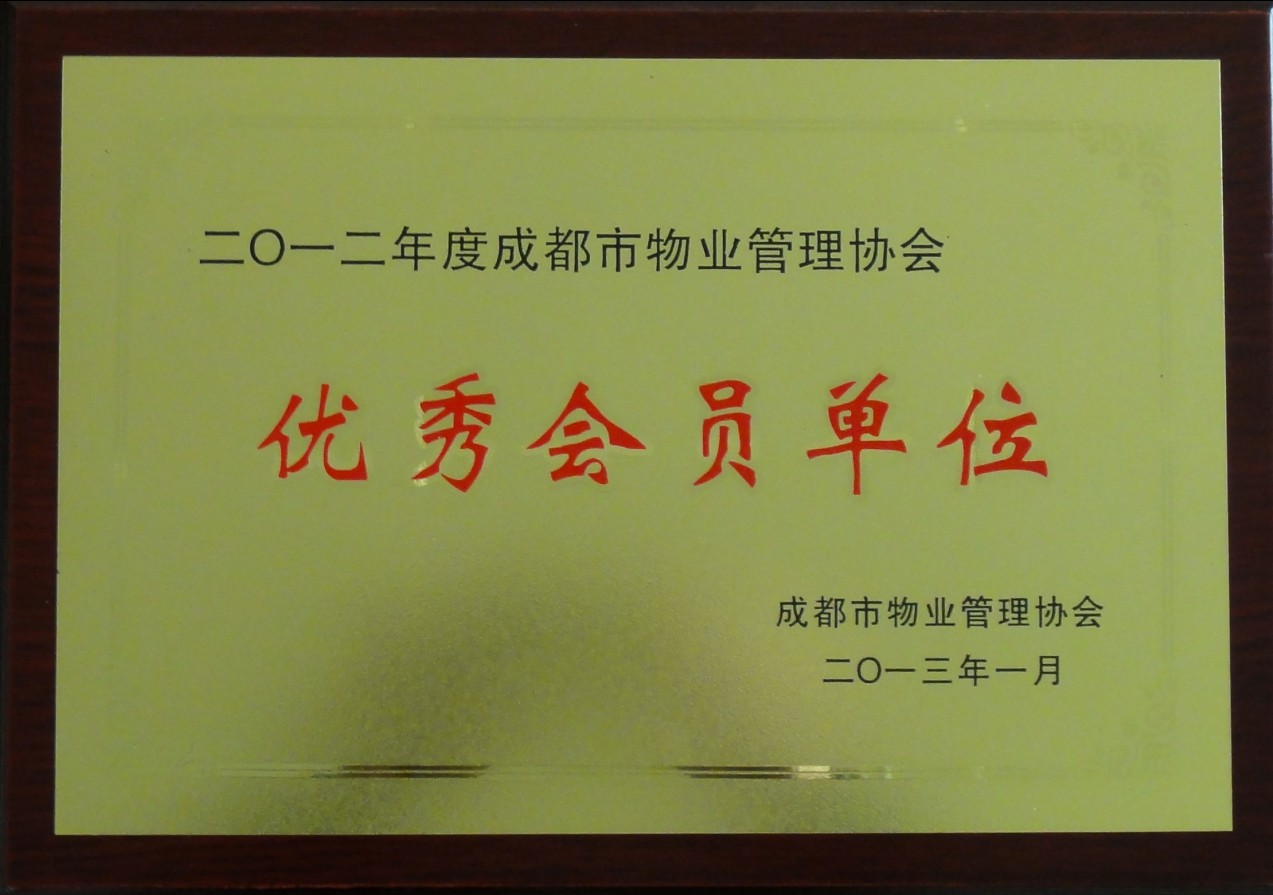 二〇一二年度成都市物业管理协会
优秀会员单位
成都市物业管理协会
二〇一三年一月